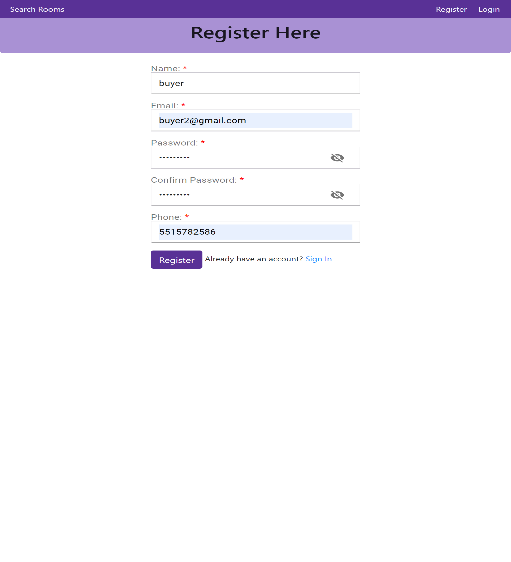 Search Rooms Register Login
Register Here
Name: *
buyer
Email: *
buyer2@gmail.com
Password: *
·········
Confirm Password: *
·········
Phone: *
5515782586
Register Already have an account? Sign In